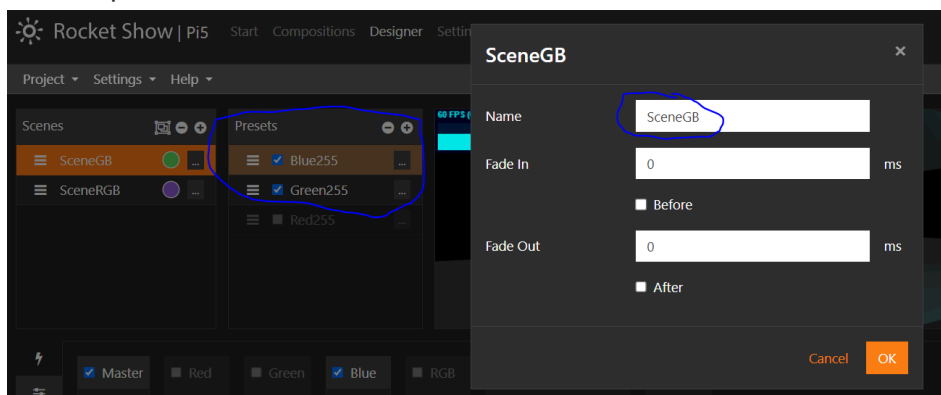 Rocket Show | Pi5 Start Compositions Designer Settin
Project Settings Help
Scenes
SceneGB ...
SceneRGB ...
Presets
Blue255 ...
Green255 ...
Red255 ...
60 FPS
Master Red Green Blue RGB
SceneGB ×
Name SceneGB
Fade In 0 ms
Before
Fade Out 0 ms
After
Cancel OK